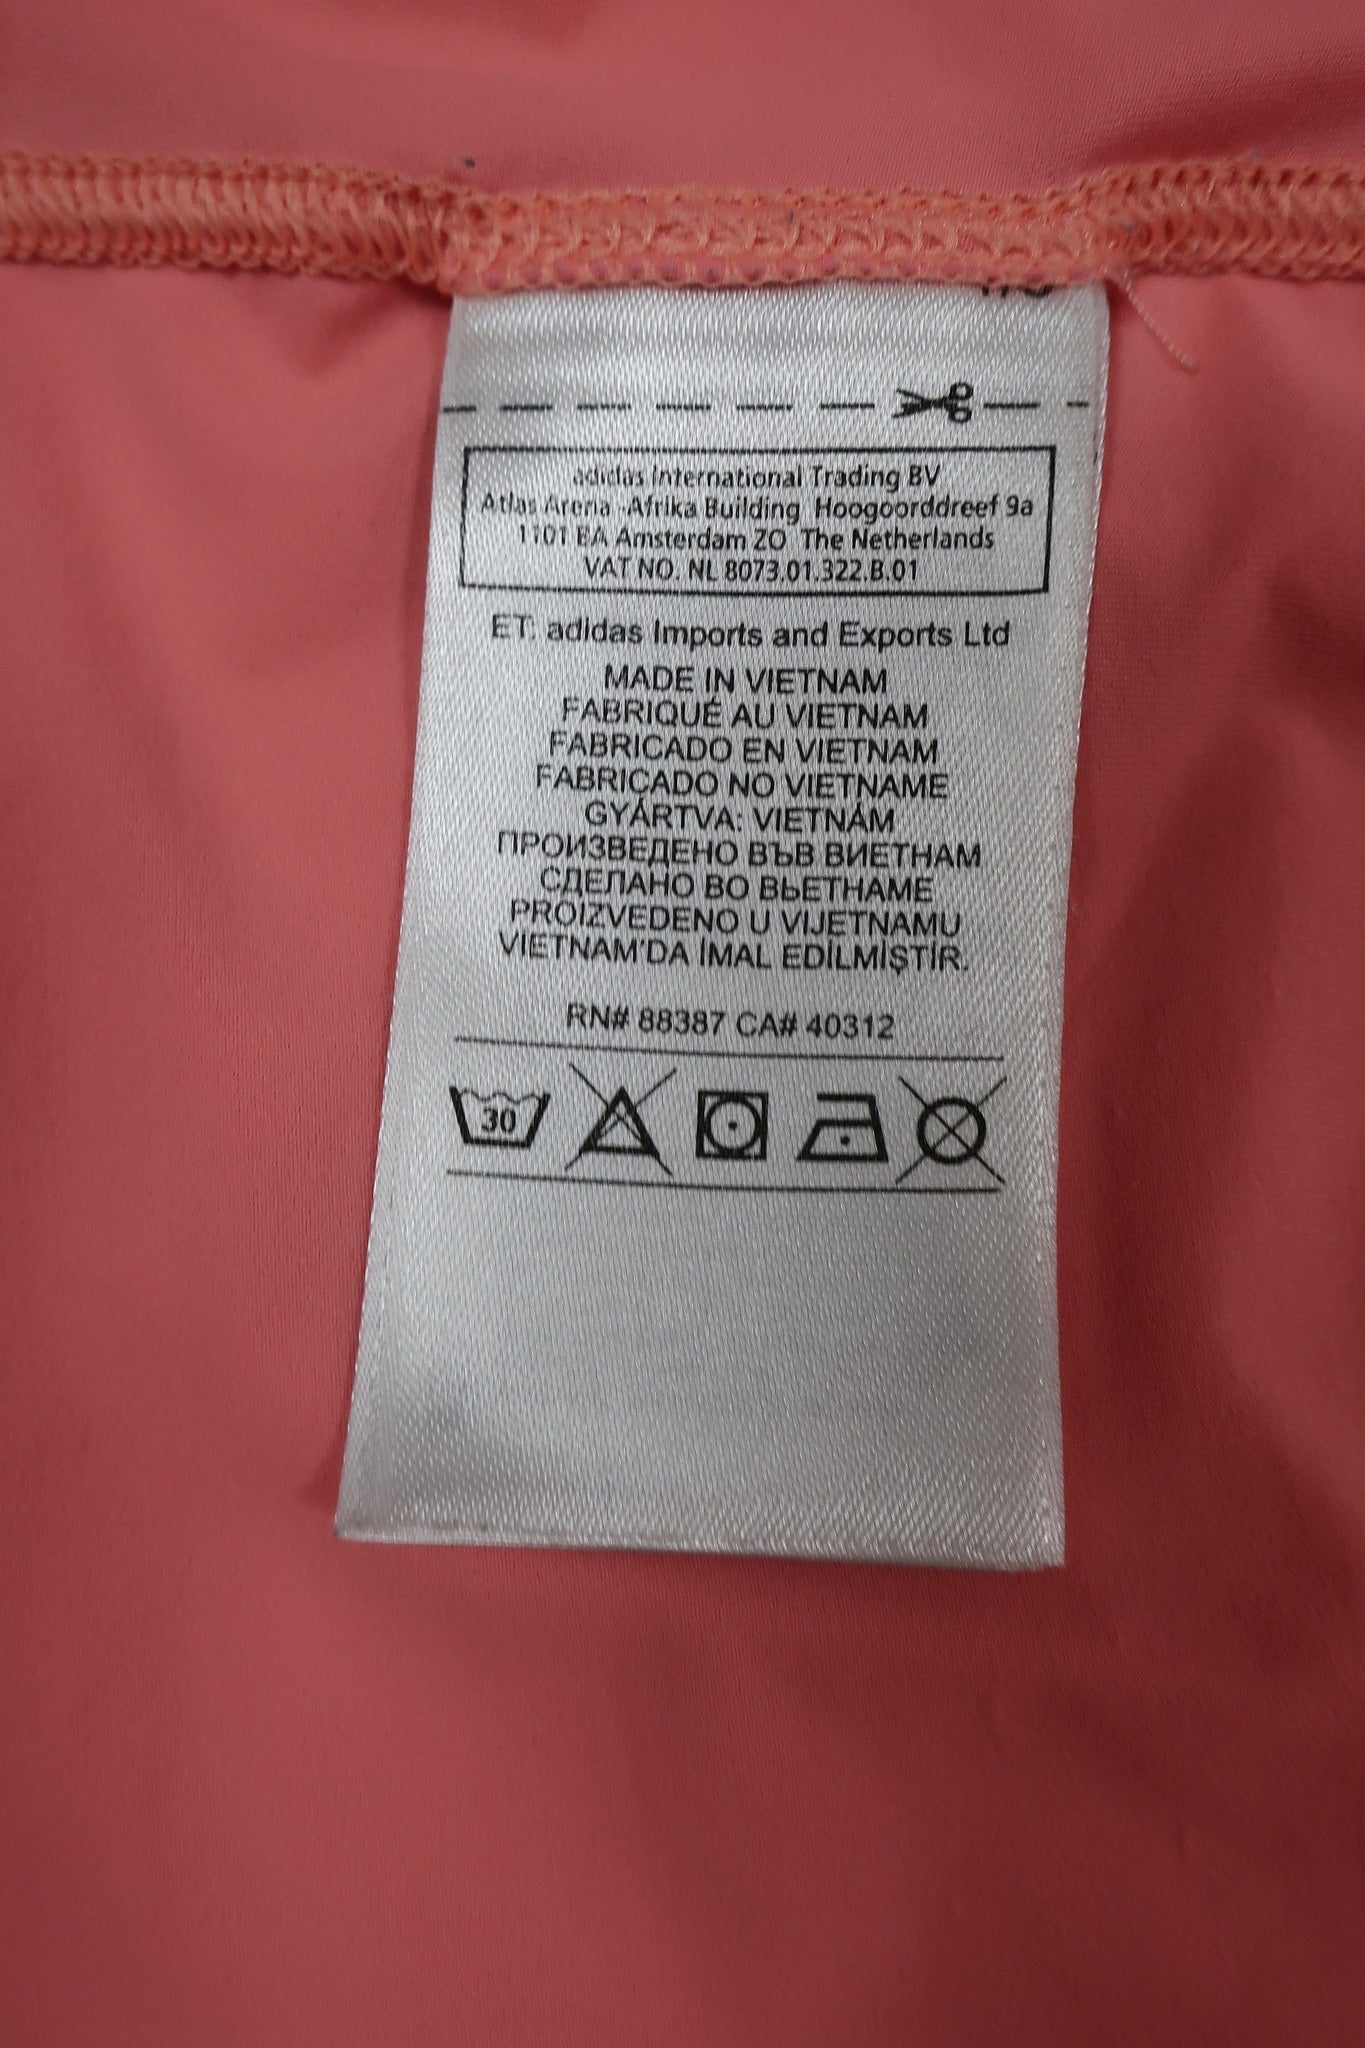 adidas International Trading BV
Atlas Arena -Afrika Building Hoogoorddreef 9a
1101 EA Amsterdam ZO The Netherlands
VAT NO. NL 8073.01.322.B.01
ET: adidas Imports and Exports Ltd
MADE IN VIETNAM
FABRIQUÉ AU VIETNAM
FABRICADO EN VIETNAM
FABRICADO NO VIETNAME
GYÁRTVA: VIETNÁM
ПРОИЗВЕДЕНО ВЪВ ВИЕТНАМ
СДЕЛАНО ВО ВЬЕТНАМЕ
PROIZVEDENO U VIJETNAMU
VIETNAM'DA İMAL EDİLMİŞTİR.
RN# 88387 CA# 40312
30